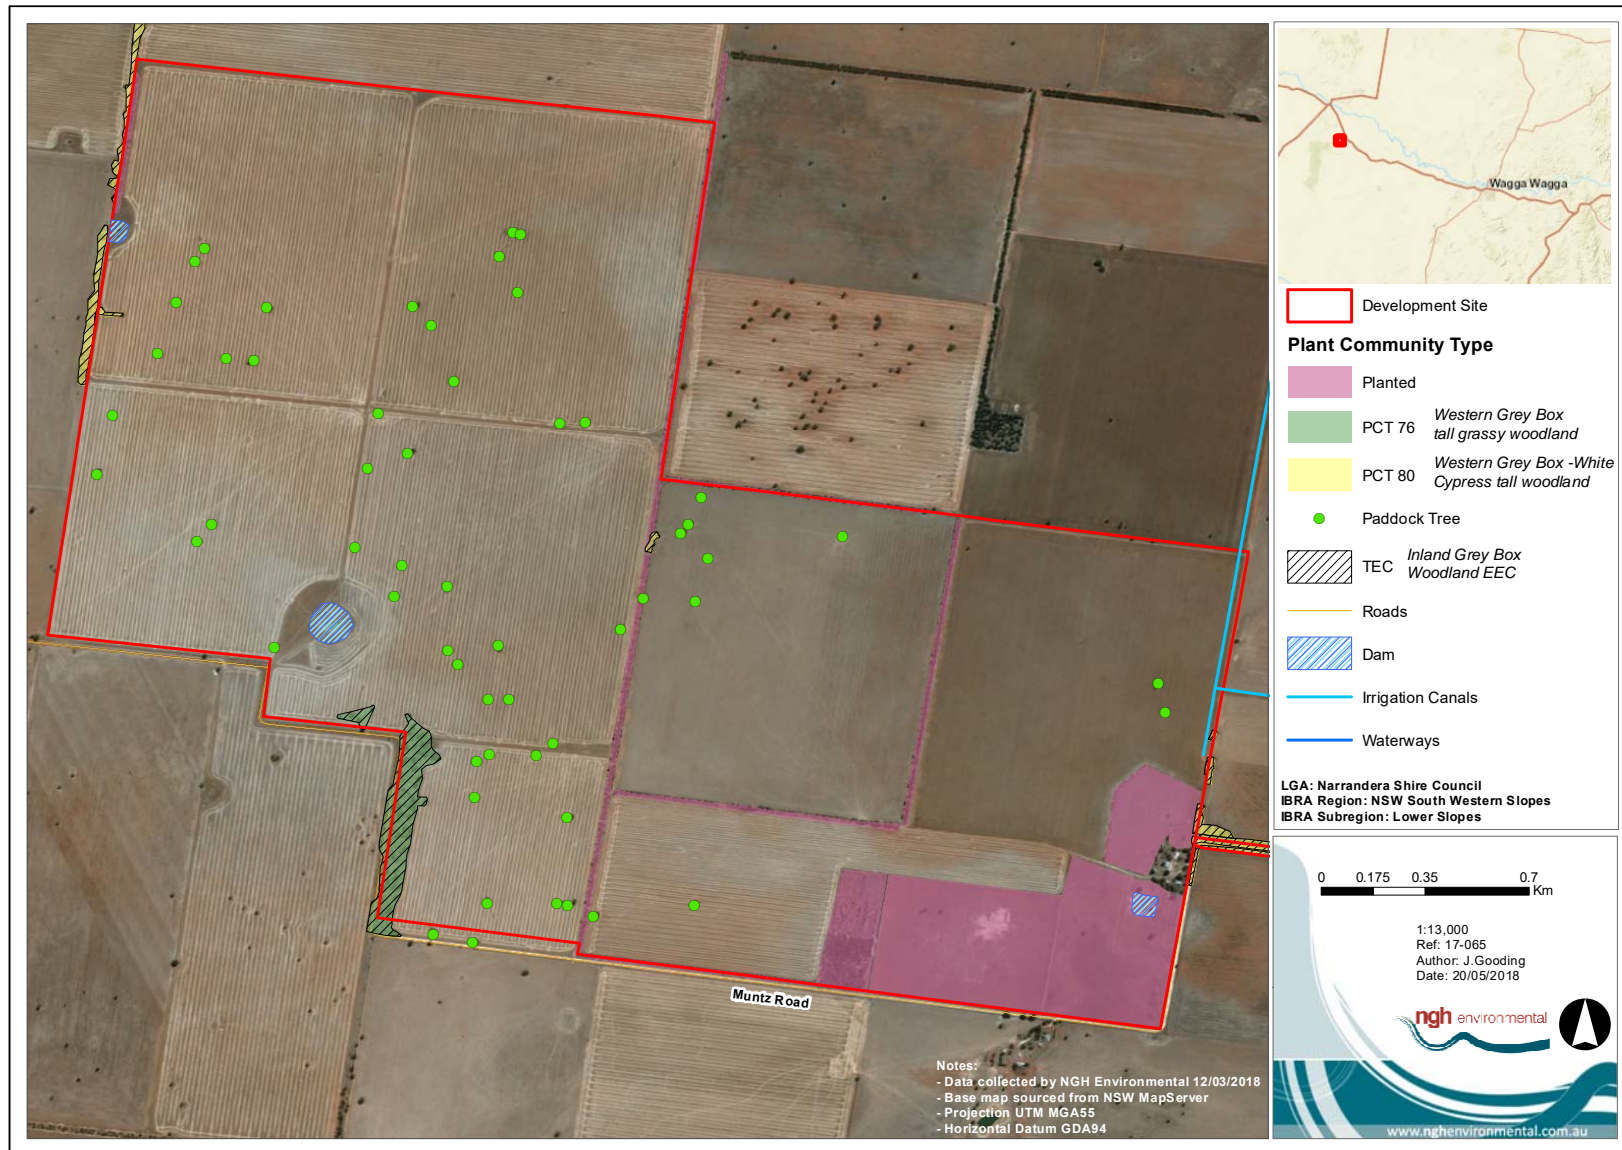 Wagga Wagga
Development Site
Plant Community Type
Planted
PCT 76 Western Grey Box
tall grassy woodland
PCT 80 Western Grey Box -White
Cypress tall woodland
Paddock Tree
TEC Inland Grey Box
Woodland EEC
Roads
Dam
Irrigation Canals
Waterways
LGA: Narrandera Shire Council
IBRA Region: NSW South Western Slopes
IBRA Subregion: Lower Slopes
0 0.175 0.35 0.7
Km
1:13,000
Ref: 17-065
Author: J.Gooding
Date: 20/05/2018
ngh environmental
www.nghenvironmental.com.au
Muntz Road
Notes:
- Data collected by NGH Environmental 12/03/2018
- Base map sourced from NSW MapServer
- Projection UTM MGA55
- Horizontal Datum GDA94